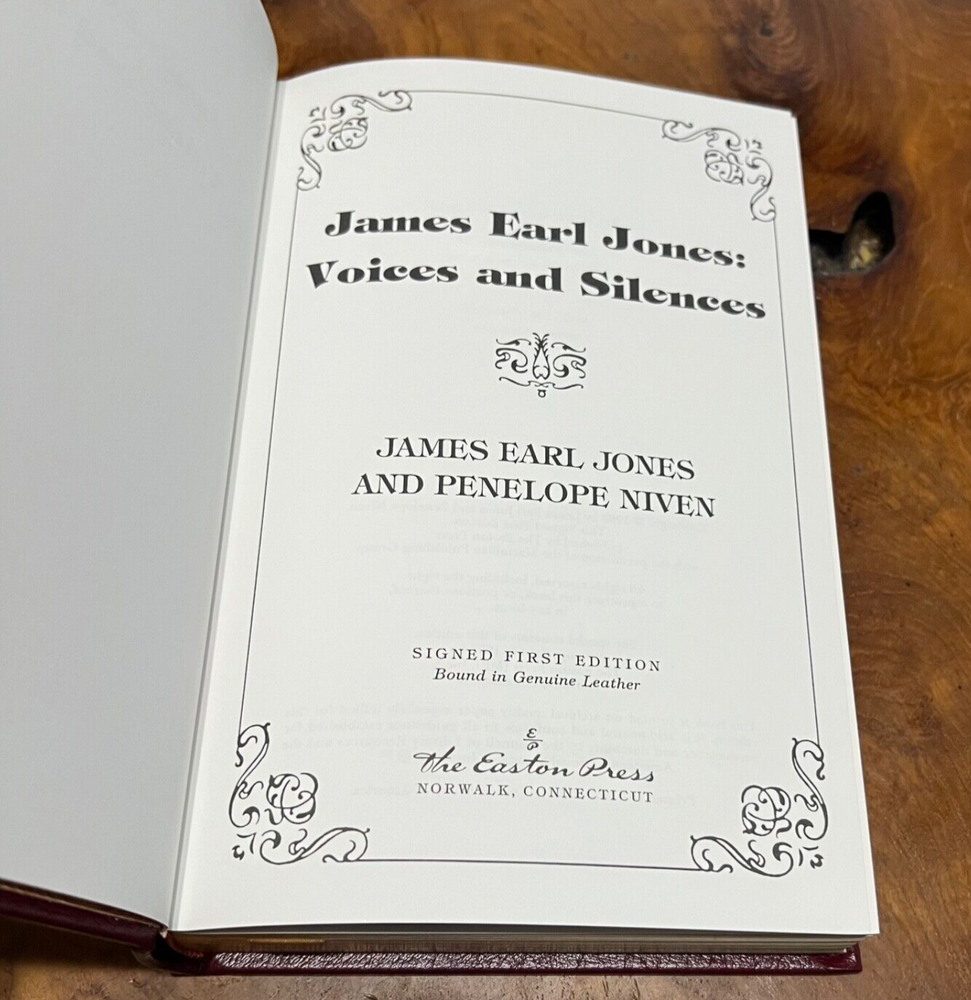 James Earl Jones:
Voices and Silences
JAMES EARL JONES
AND PENELOPE NIVEN
SIGNED FIRST EDITION
Bound in Genuine Leather
E
P
The Easton Press
NORWALK, CONNECTICUT